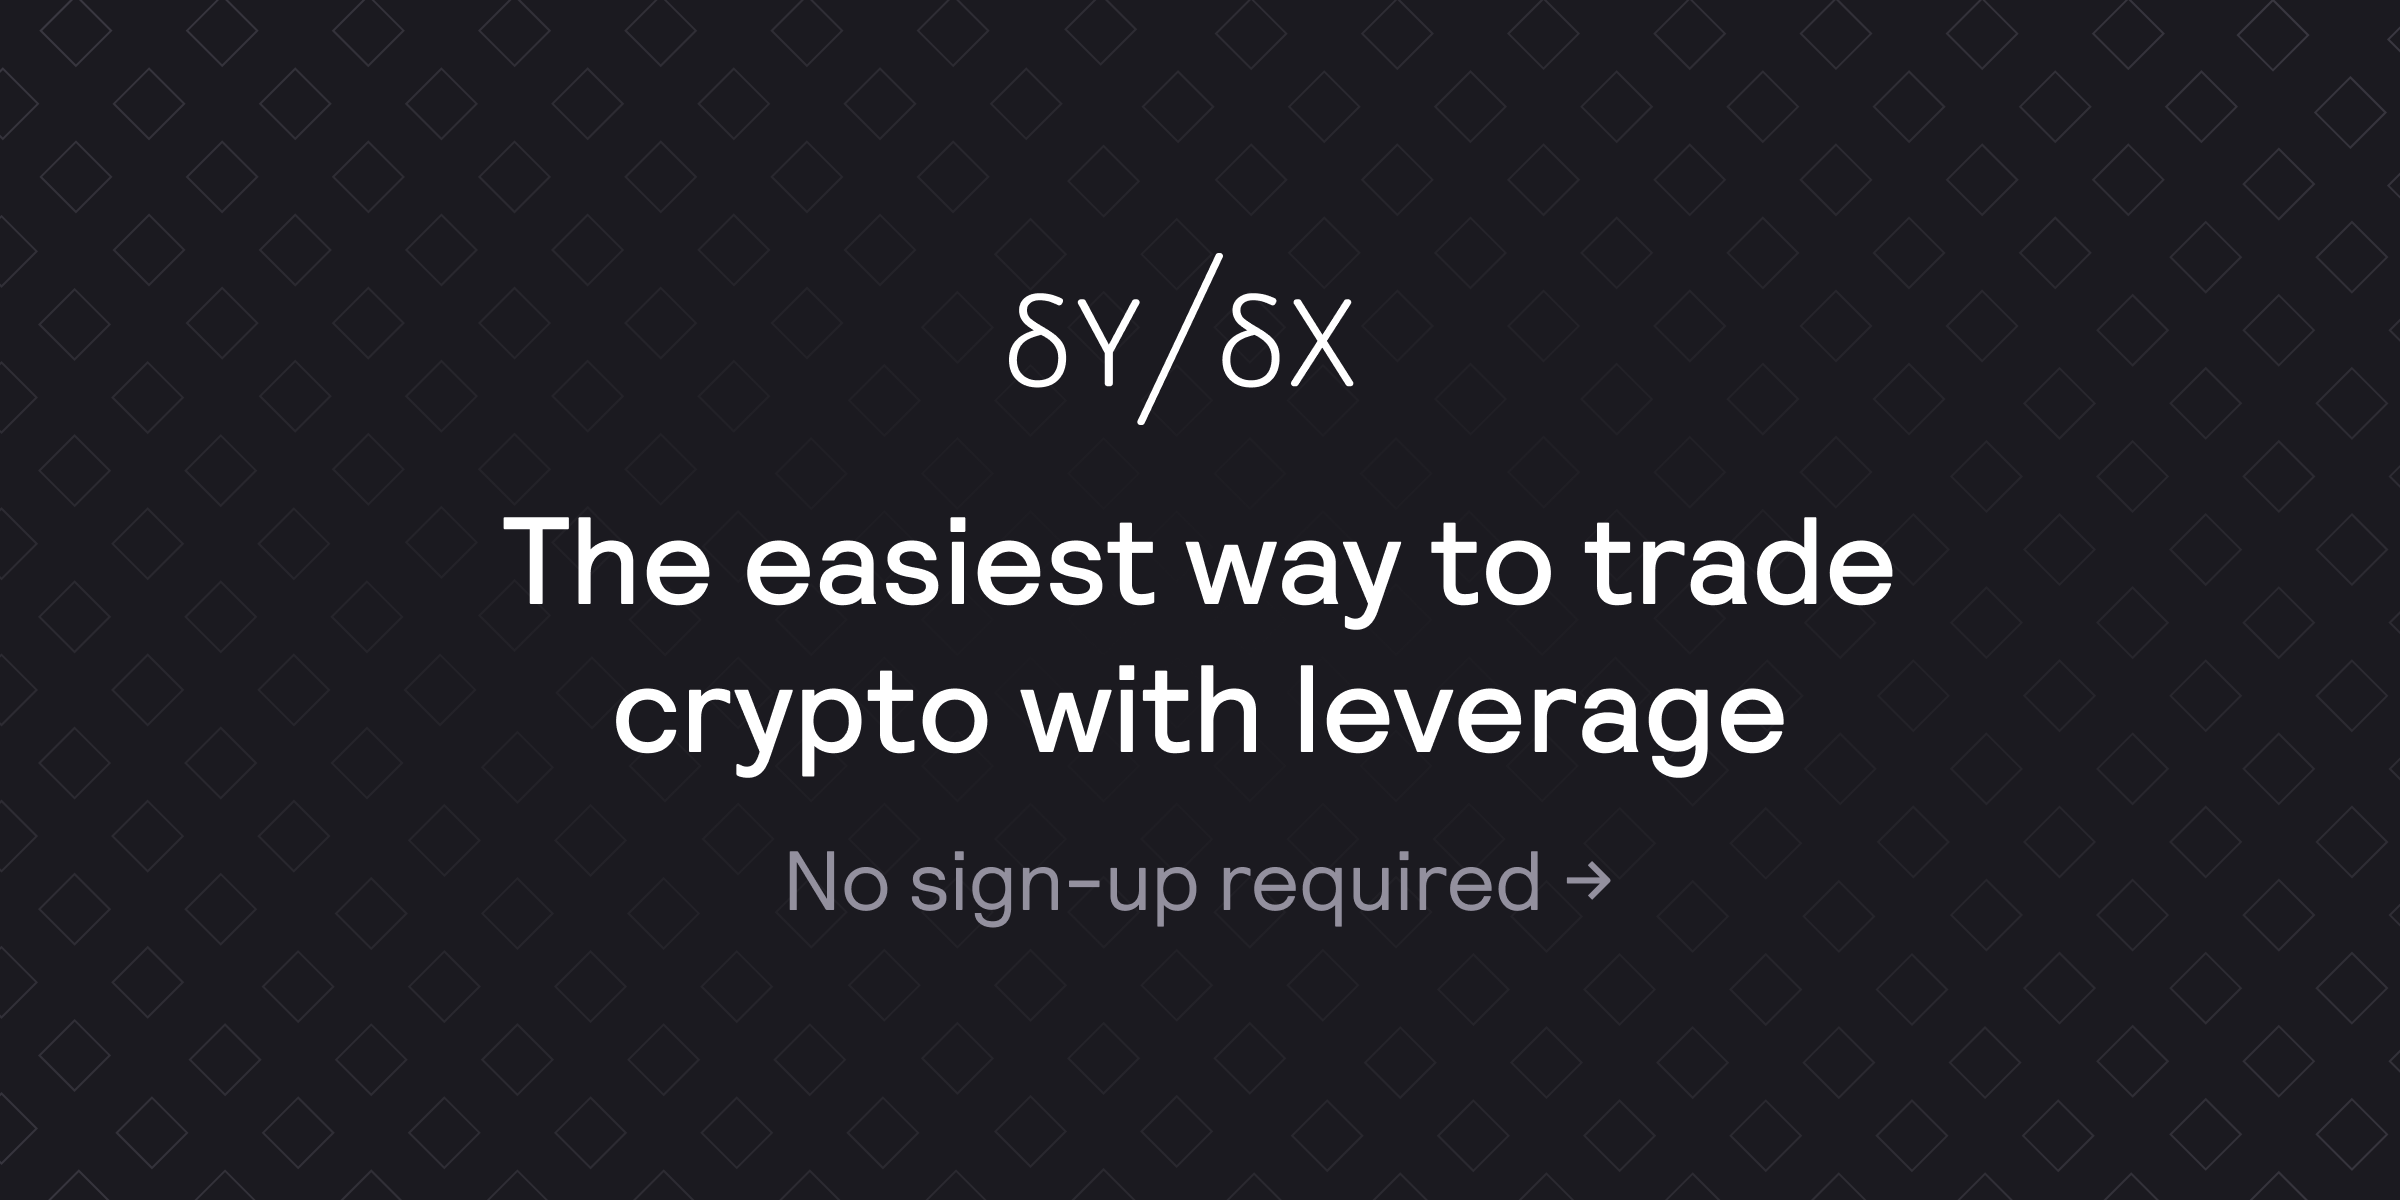 δY/δX
The easiest way to trade
crypto with leverage
No sign-up required →